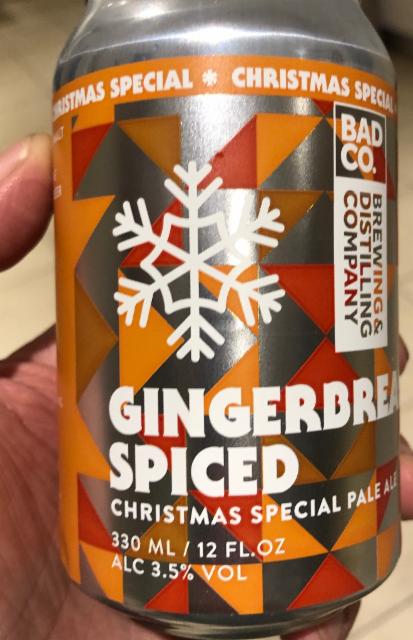 CHRISTMAS SPECIAL * CHRISTMAS SPECIAL
BAD
CO.
BREWING &
DISTILLING
COMPANY
GINGERBREA
SPICED
CHRISTMAS SPECIAL PALE ALE
330 ML / 12 FL.OZ
ALC 3.5% VOL